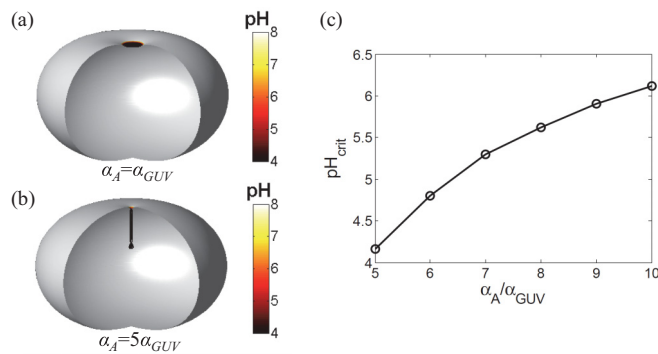 (a)
pH
8
7
6
5
4
α_A=α_GUV
(b)
pH
8
7
6
5
4
α_A=5α_GUV
(c)
6.5
6
5.5
5
4.5
4
pH_crit
5 6 7 8 9 10
α_A/α_GUV